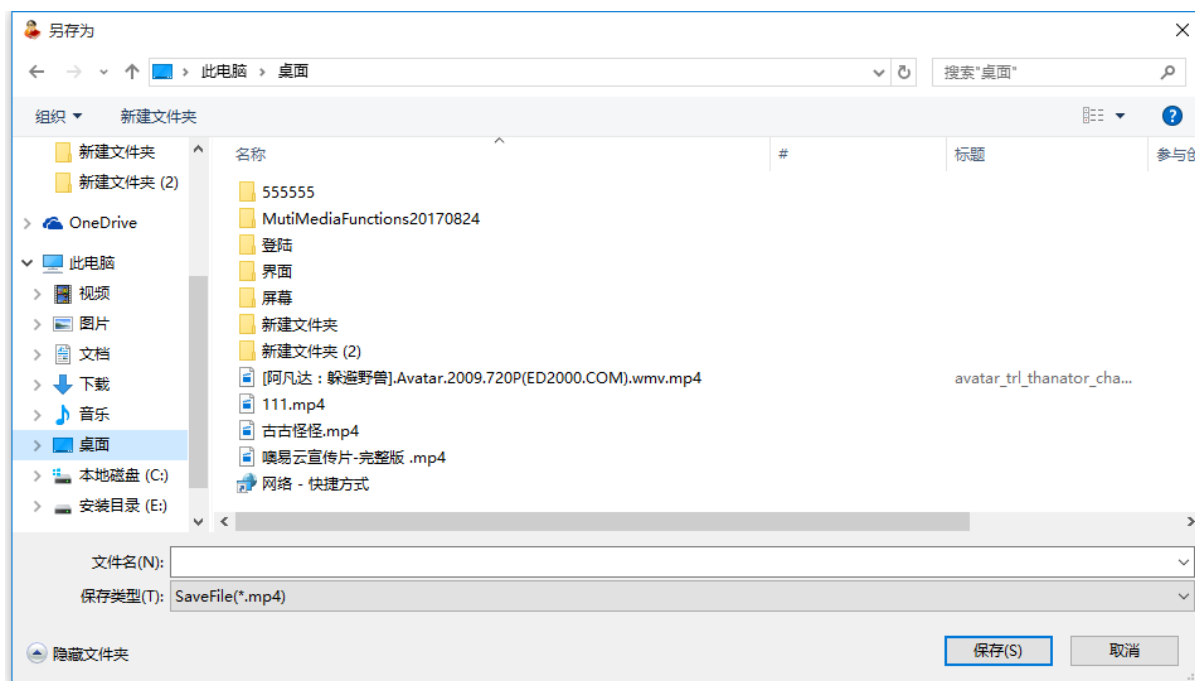 另存为
此电脑 › 桌面
搜索"桌面"
组织
新建文件夹
新建文件夹
新建文件夹 (2)
OneDrive
此电脑
视频
图片
文档
下载
音乐
桌面
本地磁盘 (C:)
安装目录 (E:)
名称
#
标题
参与创
555555
MutiMediaFunctions20170824
登陆
界面
屏幕
新建文件夹
新建文件夹 (2)
[阿凡达：躲避野兽].Avatar.2009.720P(ED2000.COM).wmv.mp4
avatar_trl_thanator_cha...
111.mp4
古古怪怪.mp4
噢易云宣传片-完整版 .mp4
网络 - 快捷方式
文件名(N):
保存类型(T): SaveFile(*.mp4)
隐藏文件夹
保存(S)
取消